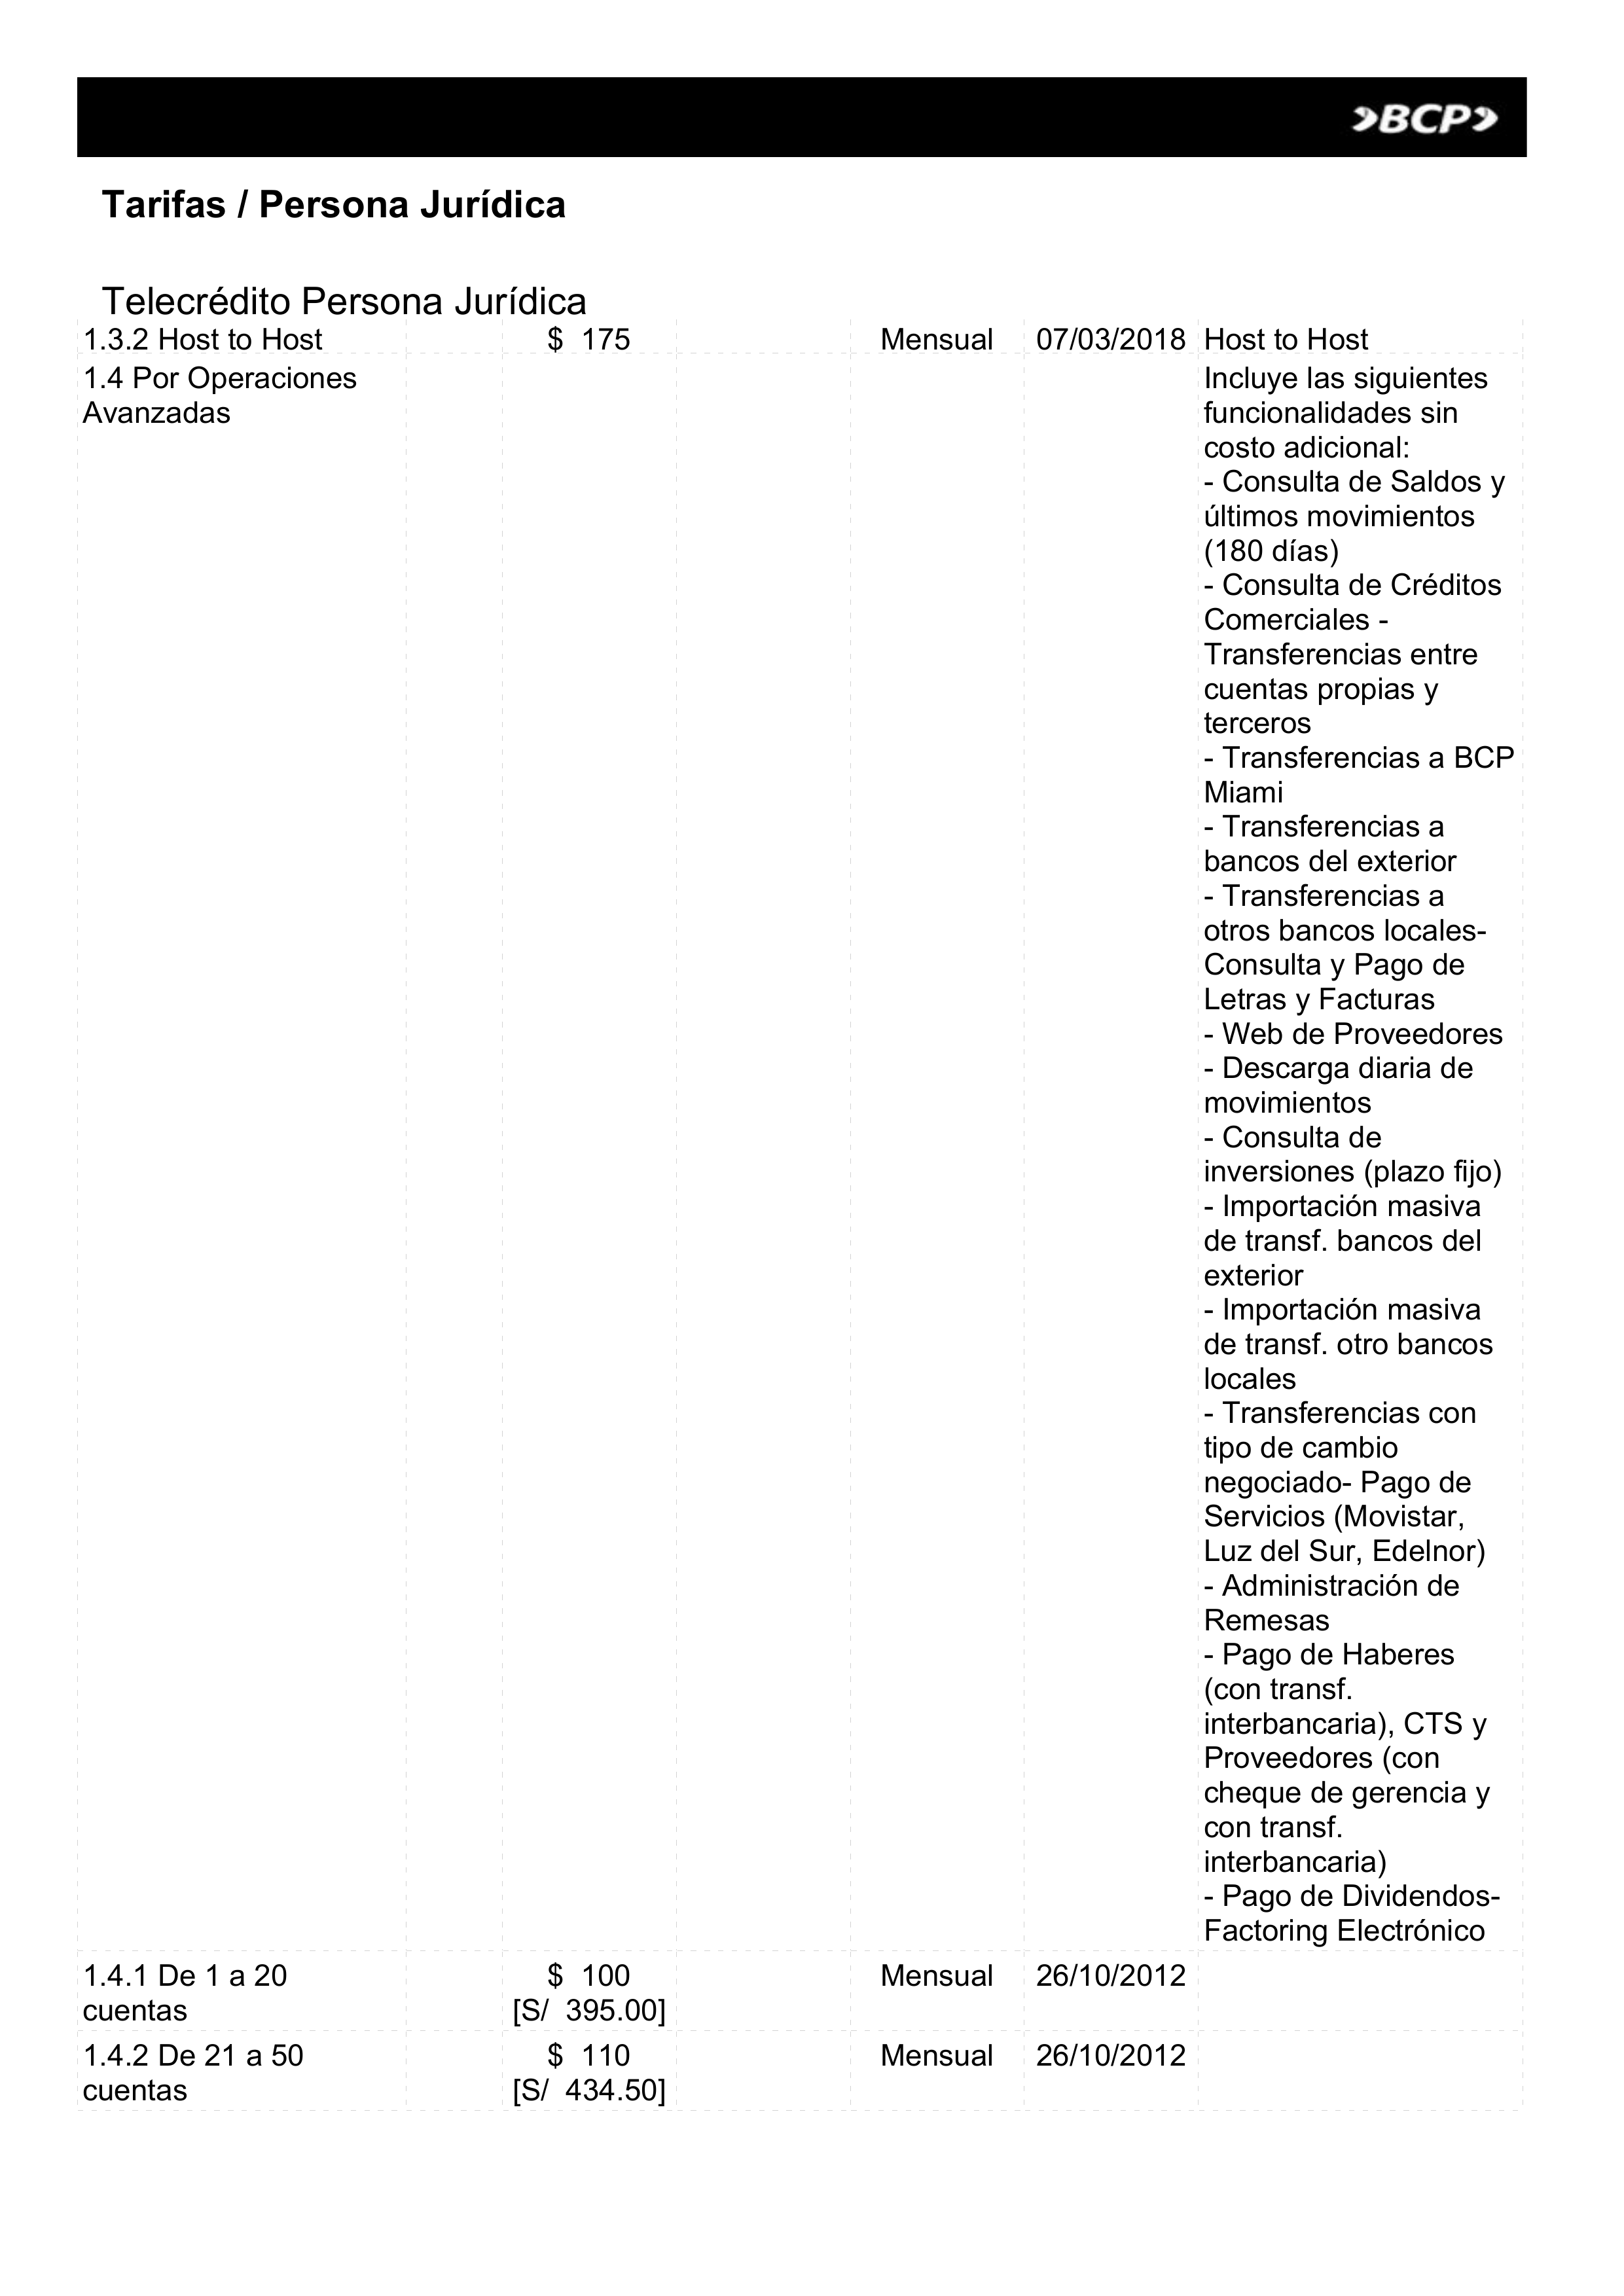 BCP
Tarifas / Persona Jurídica
Telecrédito Persona Jurídica
1.3.2 Host to Host $ 175 Mensual 07/03/2018 Host to Host
1.4 Por Operaciones
Avanzadas
Incluye las siguientes
funcionalidades sin
costo adicional:
- Consulta de Saldos y
últimos movimientos
(180 días)
- Consulta de Créditos
Comerciales -
Transferencias entre
cuentas propias y
terceros
- Transferencias a BCP
Miami
- Transferencias a
bancos del exterior
- Transferencias a
otros bancos locales-
Consulta y Pago de
Letras y Facturas
- Web de Proveedores
- Descarga diaria de
movimientos
- Consulta de
inversiones (plazo fijo)
- Importación masiva
de transf. bancos del
exterior
- Importación masiva
de transf. otro bancos
locales
- Transferencias con
tipo de cambio
negociado- Pago de
Servicios (Movistar,
Luz del Sur, Edelnor)
- Administración de
Remesas
- Pago de Haberes
(con transf.
interbancaria), CTS y
Proveedores (con
cheque de gerencia y
con transf.
interbancaria)
- Pago de Dividendos-
Factoring Electrónico
1.4.1 De 1 a 20 $ 100 Mensual 26/10/2012
cuentas [S/ 395.00]
1.4.2 De 21 a 50 $ 110 Mensual 26/10/2012
cuentas [S/ 434.50]